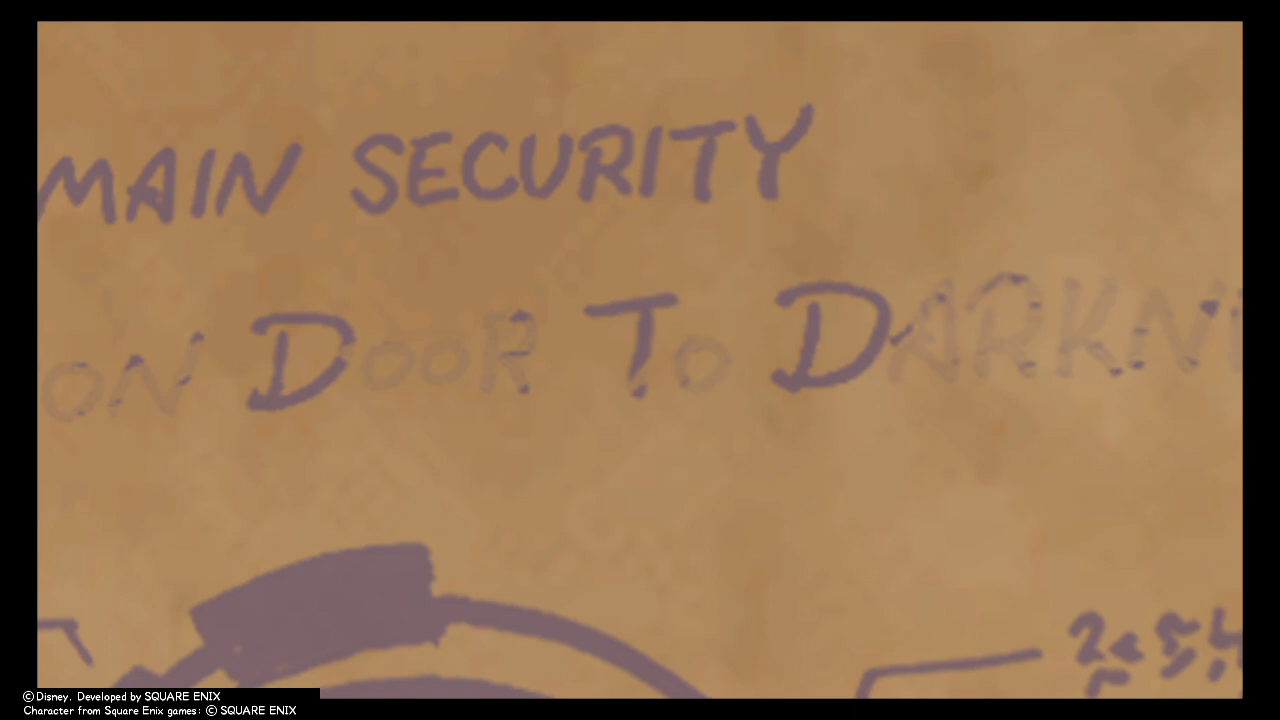 MAIN SECURITY
ON DOOR TO DARKN
© Disney. Developed by SQUARE ENIX
Character from Square Enix games: © SQUARE ENIX